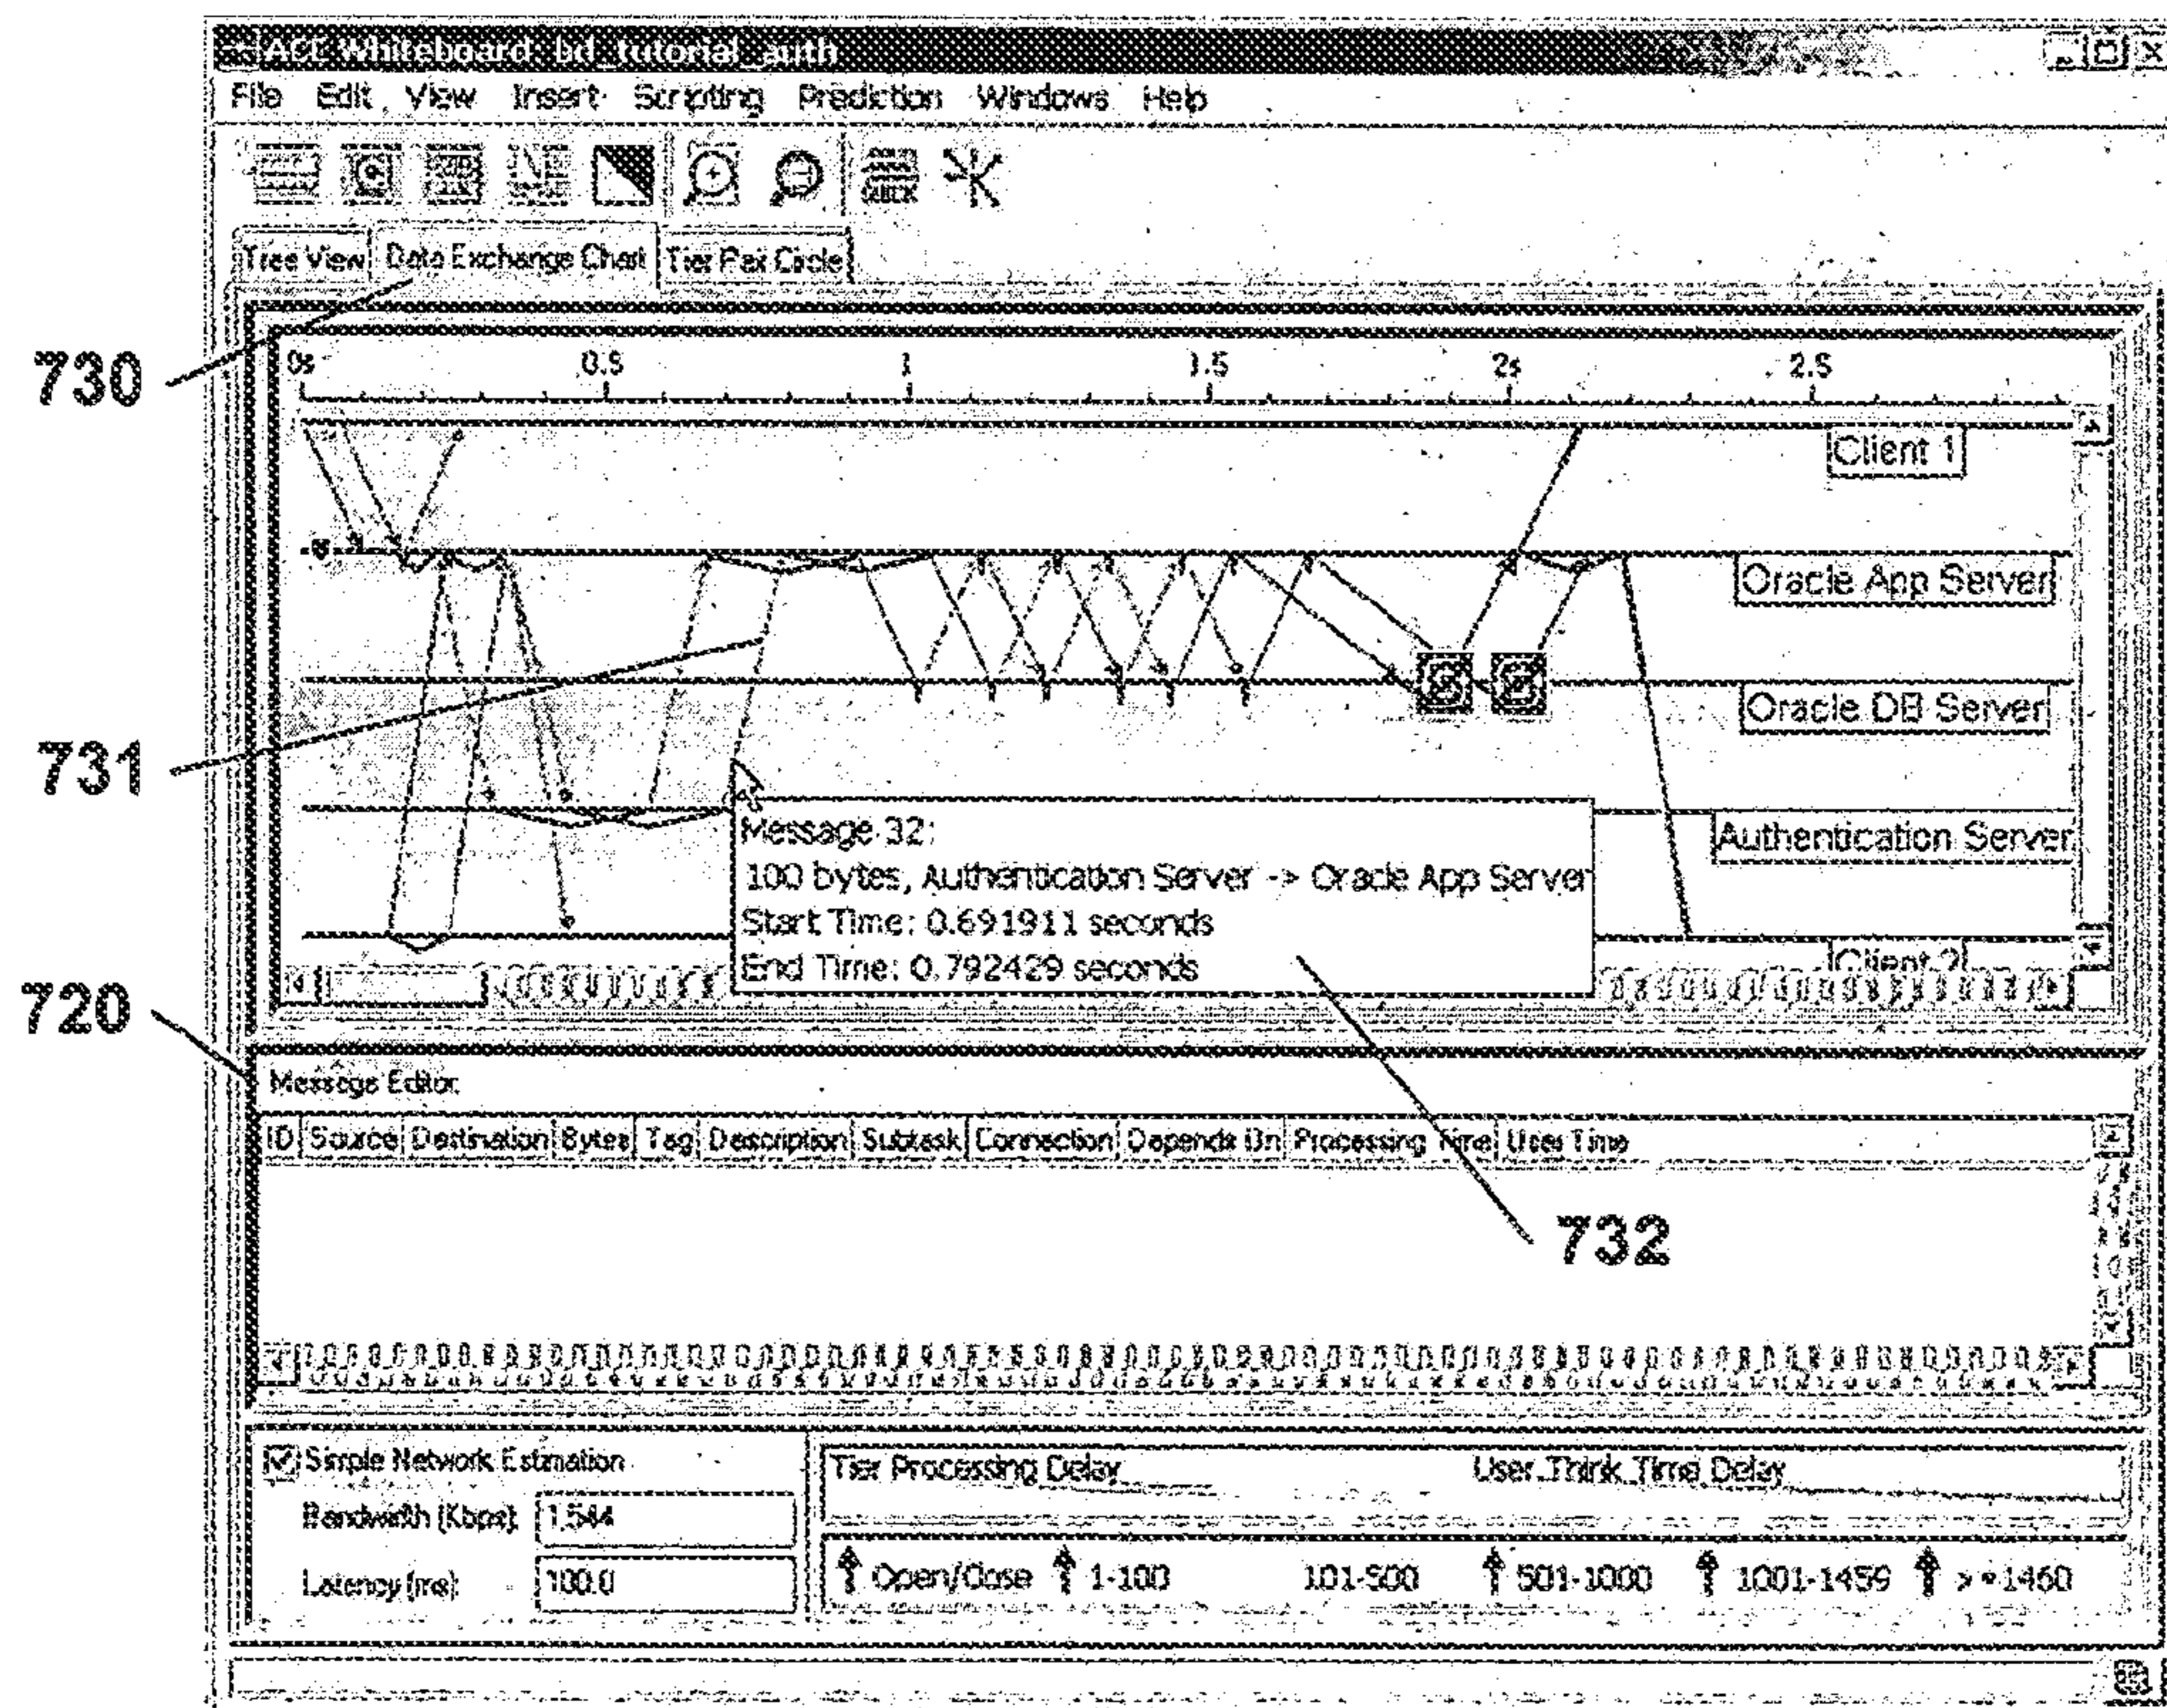 ACE Whiteboard: bd_tutorial_auth
File Edit View Insert Scripting Prediction Windows Help
QUICK
Tree View Data Exchange Chart Tier Pair Circle
730
0s 0.5 1 1.5 2s 2.5
Client 1
Oracle App Server
731
Oracle DB Server
Authentication Server
Message 32:
100 bytes, Authentication Server -> Oracle App Server
Start Time: 0.691911 seconds
End Time: 0.792429 seconds
Client 2
720
Message Editor
ID Source Destination Bytes Tag Description Subtask Connection Depends On Processing Time User Time
732
Simple Network Estimation
Bandwidth (Kbps): 1,544
Latency (ms): 100.0
Tier Processing Delay User Think Time Delay
Open/Close 1-100 101-500 501-1000 1001-1459 >=1460